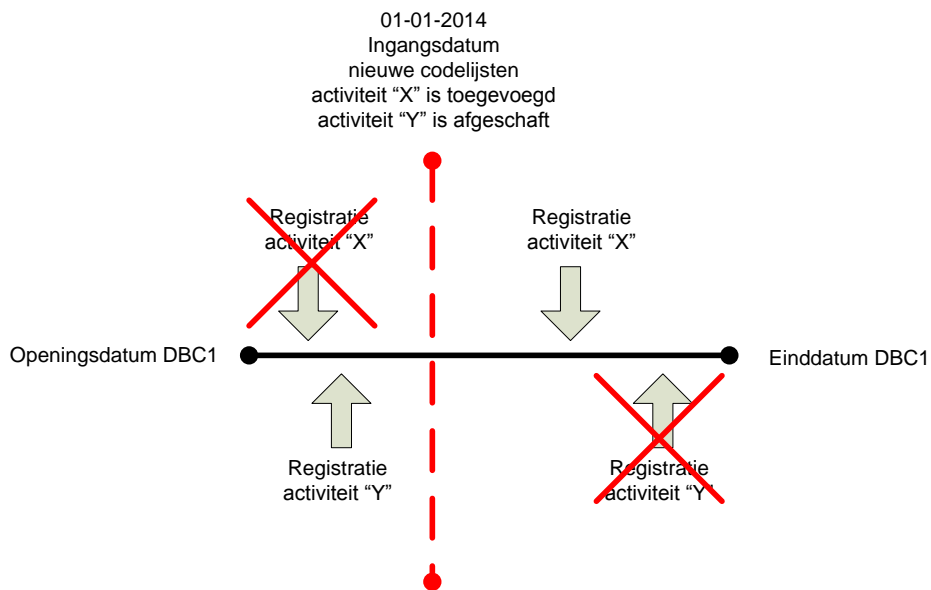 01-01-2014
Ingangsdatum
nieuwe codelijsten
activiteit “X” is toegevoegd
activiteit “Y” is afgeschaft
Registratie
activiteit “X”
Registratie
activiteit “X”
Openingsdatum DBC1
Einddatum DBC1
Registratie
activiteit “Y”
Registratie
activiteit “Y”